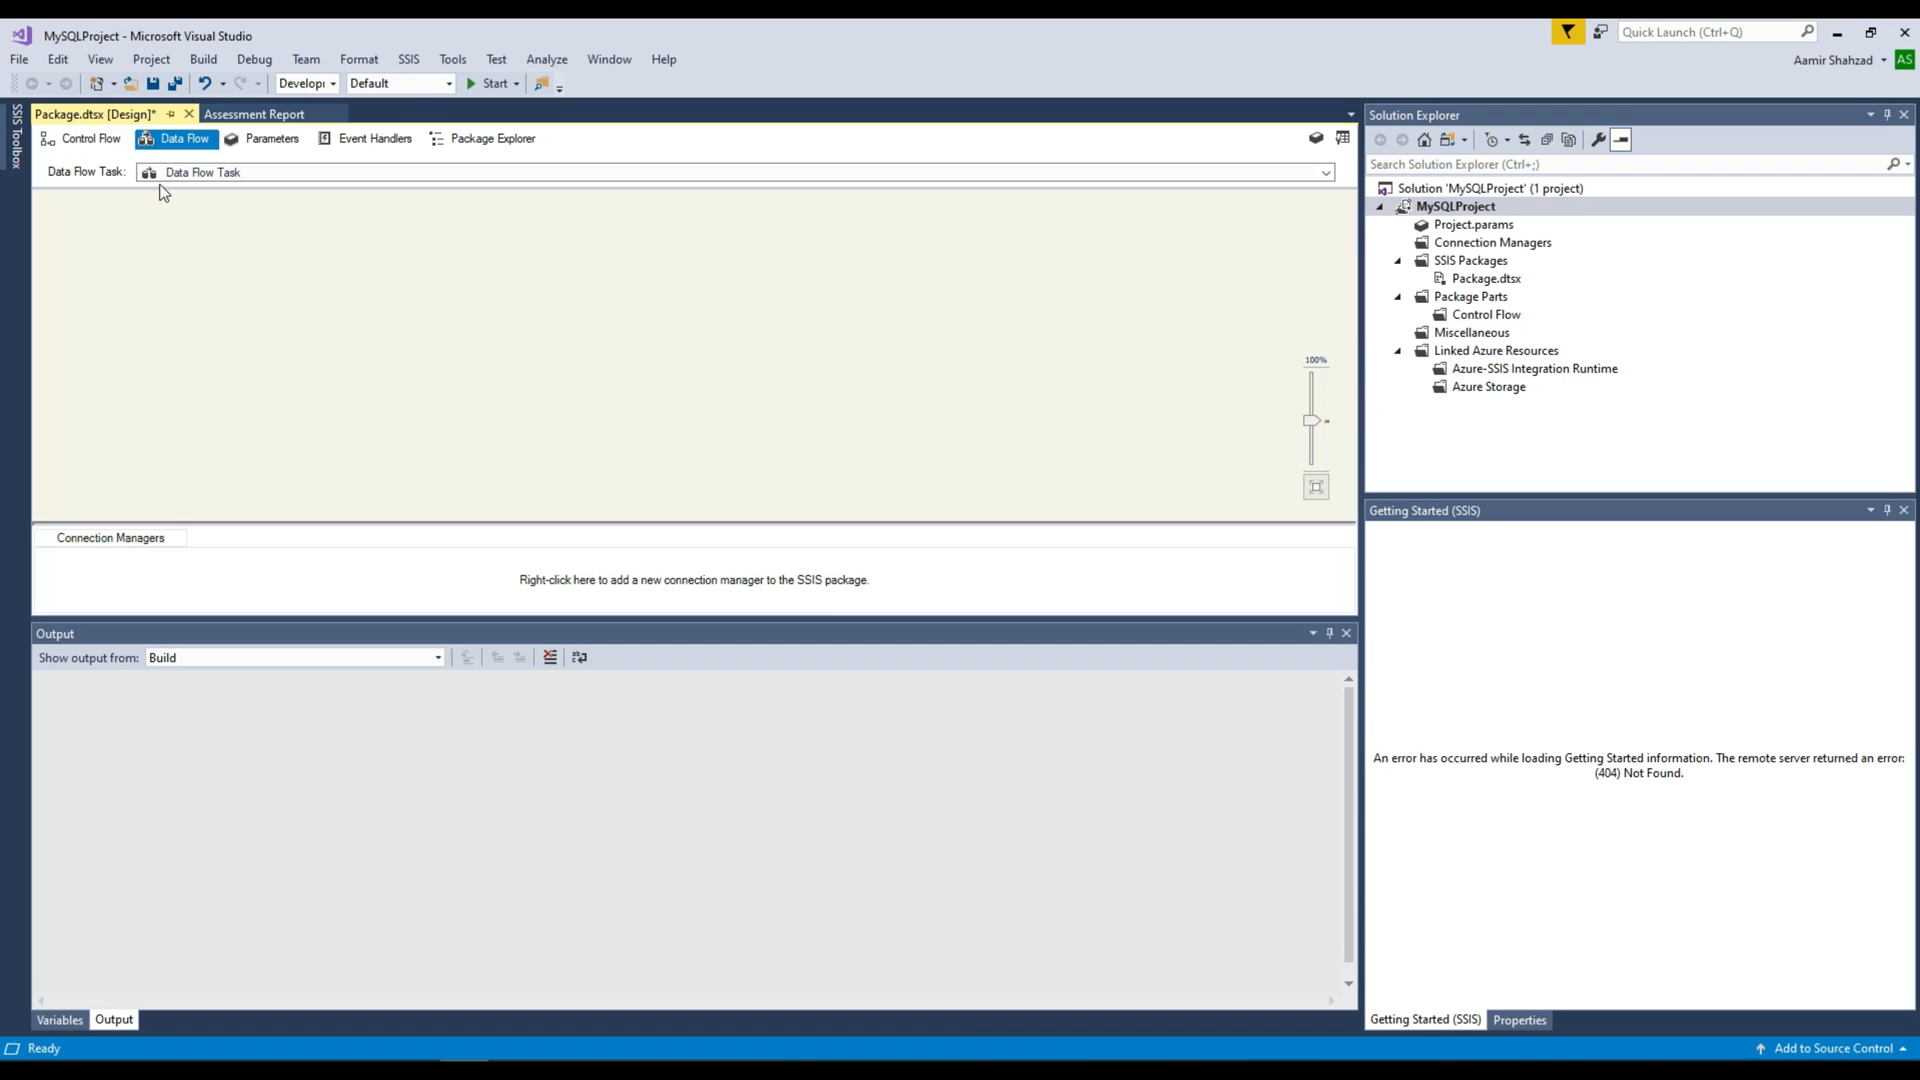 MySQLProject - Microsoft Visual Studio
Quick Launch (Ctrl+Q)
File Edit View Project Build Debug Team Format SSIS Tools Test Analyze Window Help
Aamir Shahzad AS
Develop Default Start
SSIS Toolbox
Package.dtsx [Design]* Assessment Report
Control Flow Data Flow Parameters Event Handlers Package Explorer
Data Flow Task: Data Flow Task
100%
Connection Managers
Right-click here to add a new connection manager to the SSIS package.
Output
Show output from: Build
Variables Output
Solution Explorer
Search Solution Explorer (Ctrl+;)
Solution 'MySQLProject' (1 project)
MySQLProject
Project.params
Connection Managers
SSIS Packages
Package.dtsx
Package Parts
Control Flow
Miscellaneous
Linked Azure Resources
Azure-SSIS Integration Runtime
Azure Storage
Getting Started (SSIS)
An error has occurred while loading Getting Started information. The remote server returned an error:
(404) Not Found.
Getting Started (SSIS) Properties
Ready
Add to Source Control